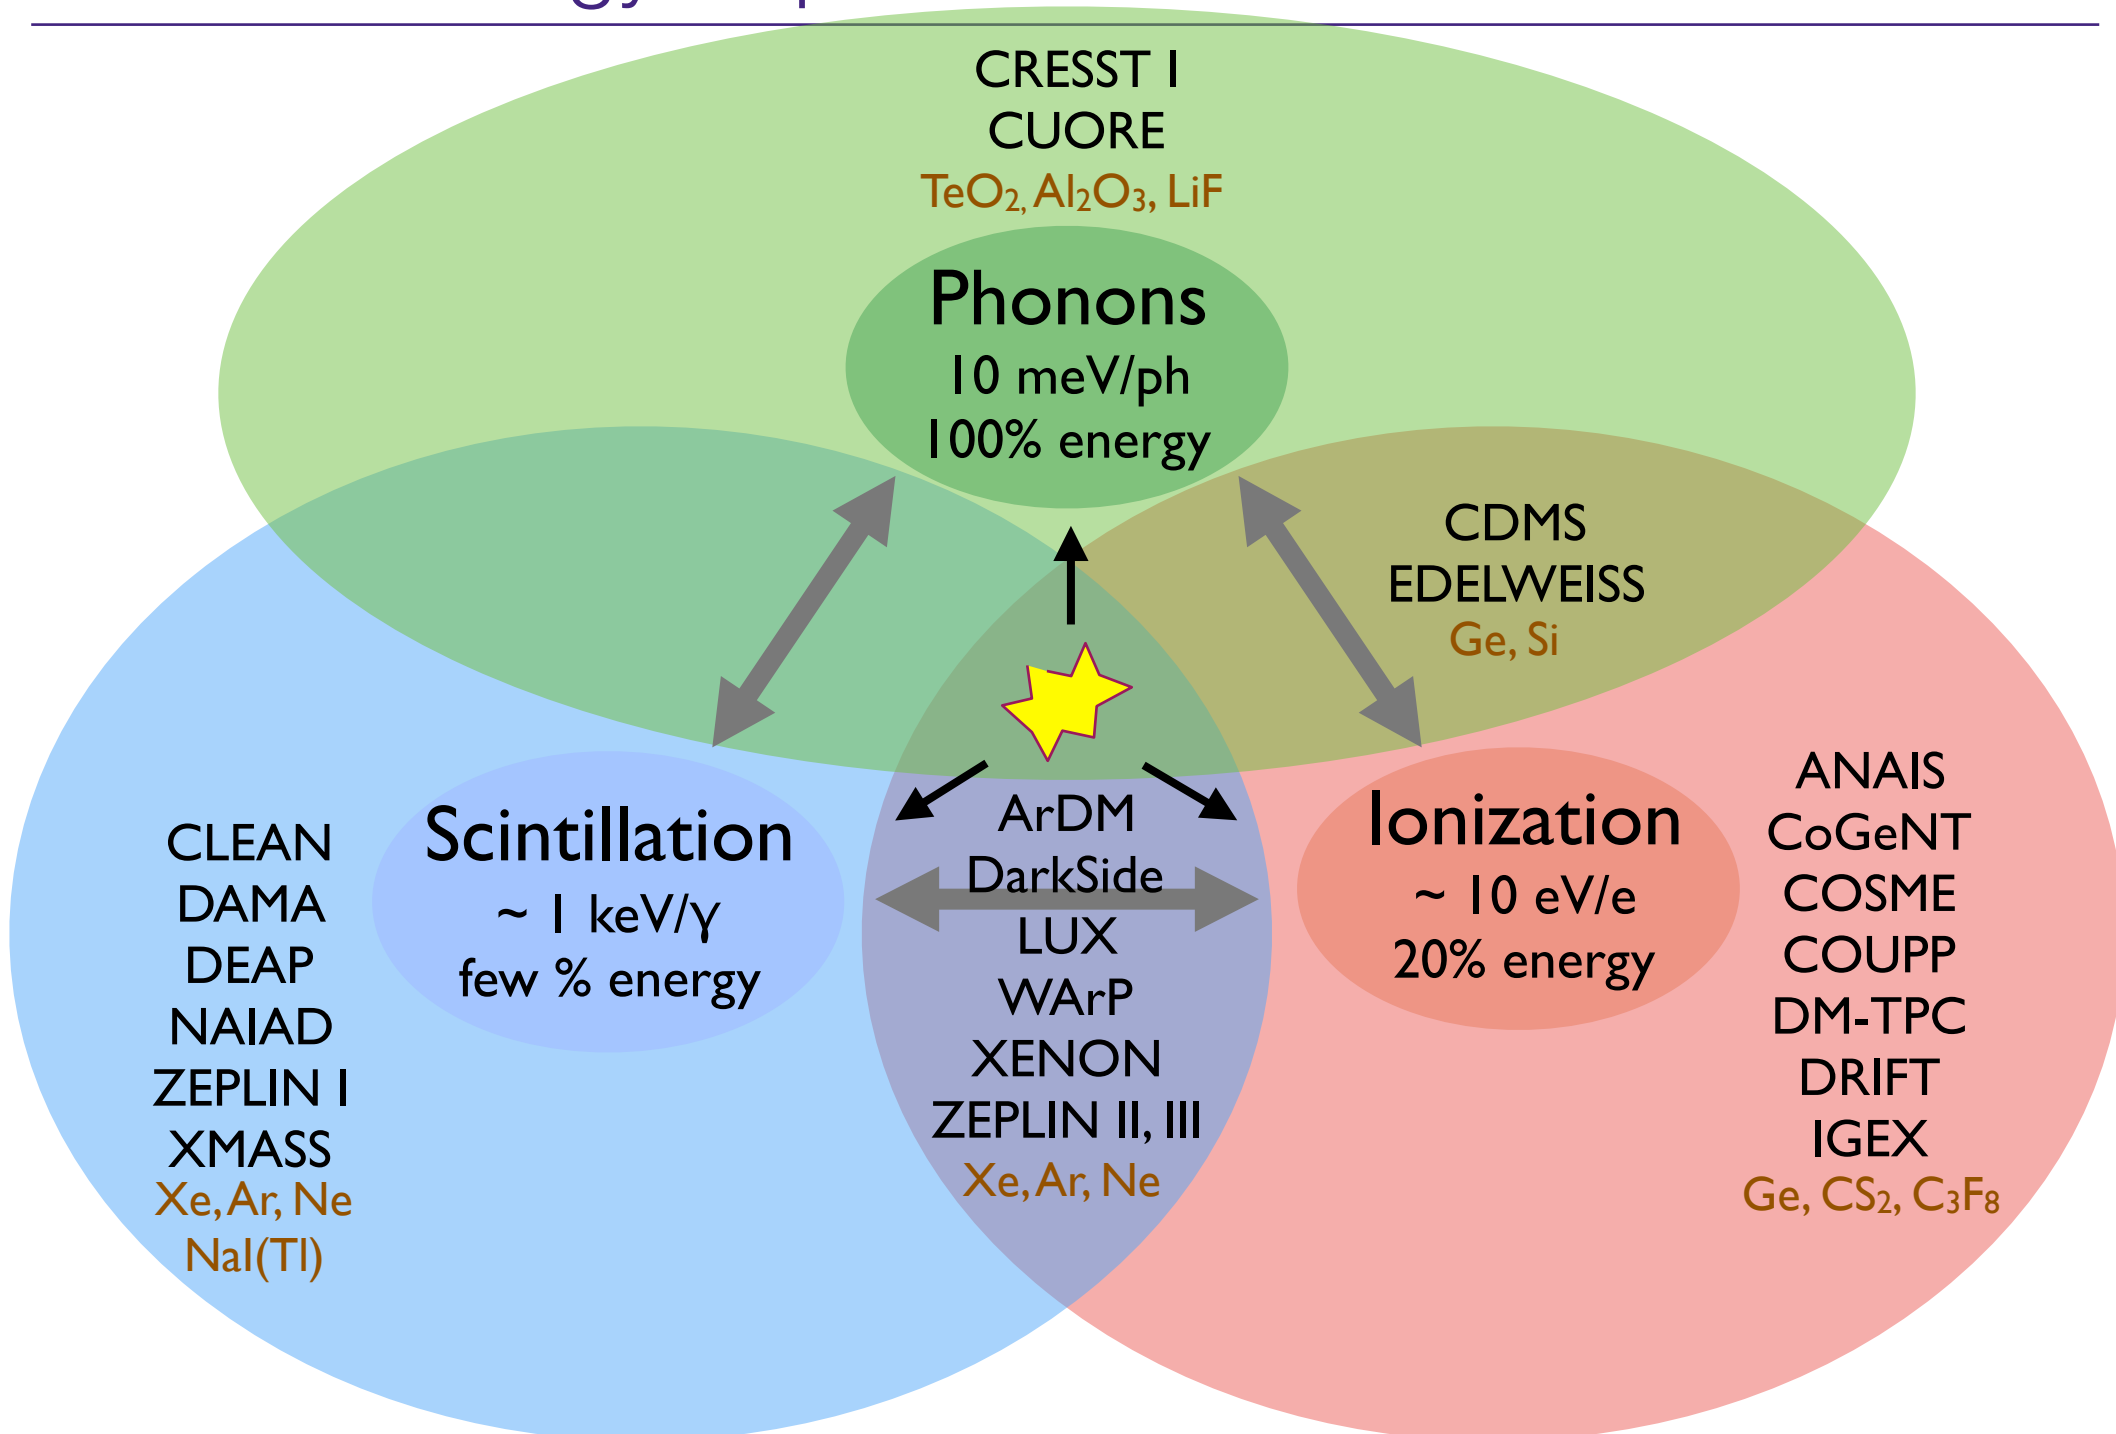 CRESST I
CUORE
TeO₂, Al₂O₃, LiF
Phonons
10 meV/ph
100% energy
CDMS
EDELWEISS
Ge, Si
Scintillation
~ 1 keV/γ
few % energy
CLEAN
DAMA
DEAP
NAIAD
ZEPLIN I
XMASS
Xe, Ar, Ne
NaI(Tl)
ArDM
DarkSide
LUX
WArP
XENON
ZEPLIN II, III
Xe, Ar, Ne
Ionization
~ 10 eV/e
20% energy
ANAIS
CoGeNT
COSME
COUPP
DM-TPC
DRIFT
IGEX
Ge, CS₂, C₃F₈